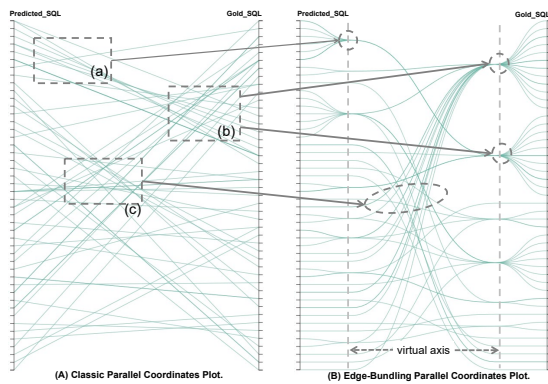 Predicted_SQL
Gold_SQL
(a)
(b)
(c)
(A) Classic Parallel Coordinates Plot.
Predicted_SQL
Gold_SQL
virtual axis
(B) Edge-Bundling Parallel Coordinates Plot.